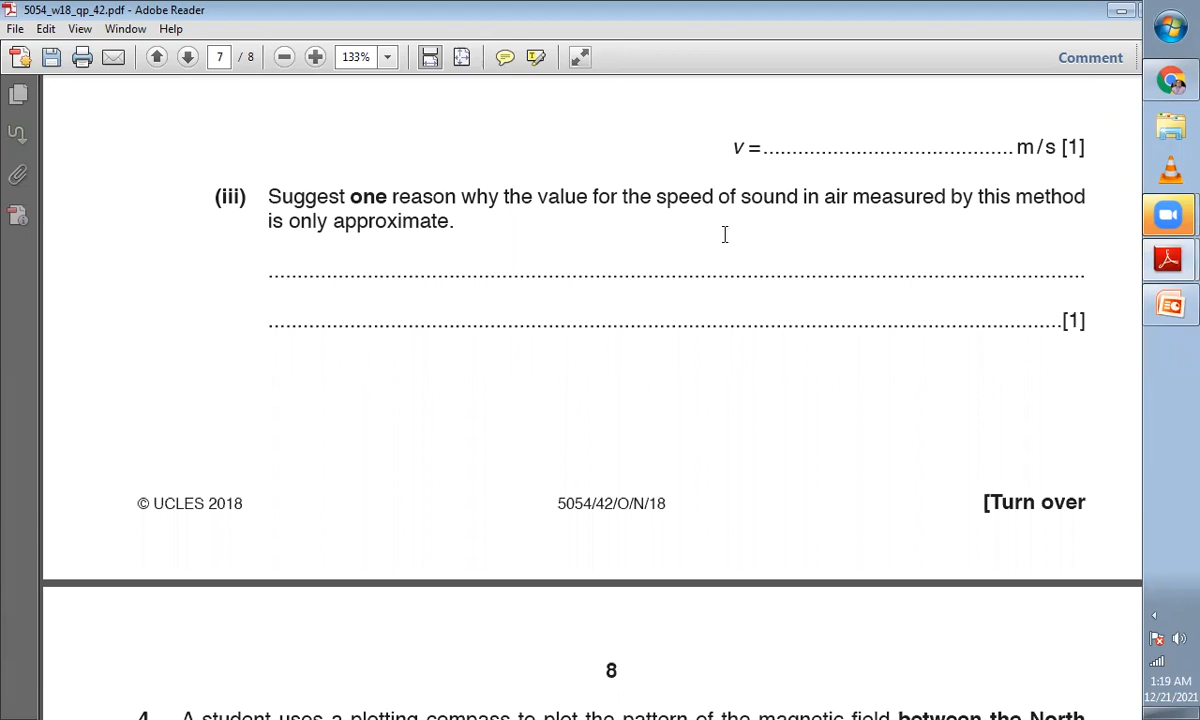 5054_w18_qp_42.pdf - Adobe Reader
File Edit View Window Help
7 / 8 133% Comment
v = ........................................... m / s [1]
(iii) Suggest one reason why the value for the speed of sound in air measured by this method
is only approximate.
..........................................................................................................................................
.......................................................................................................................................[1]
© UCLES 2018 5054/42/O/N/18 [Turn over
8
4 A student uses a plotting compass to plot the pattern of the magnetic field between the North
1:19 AM
12/21/2021